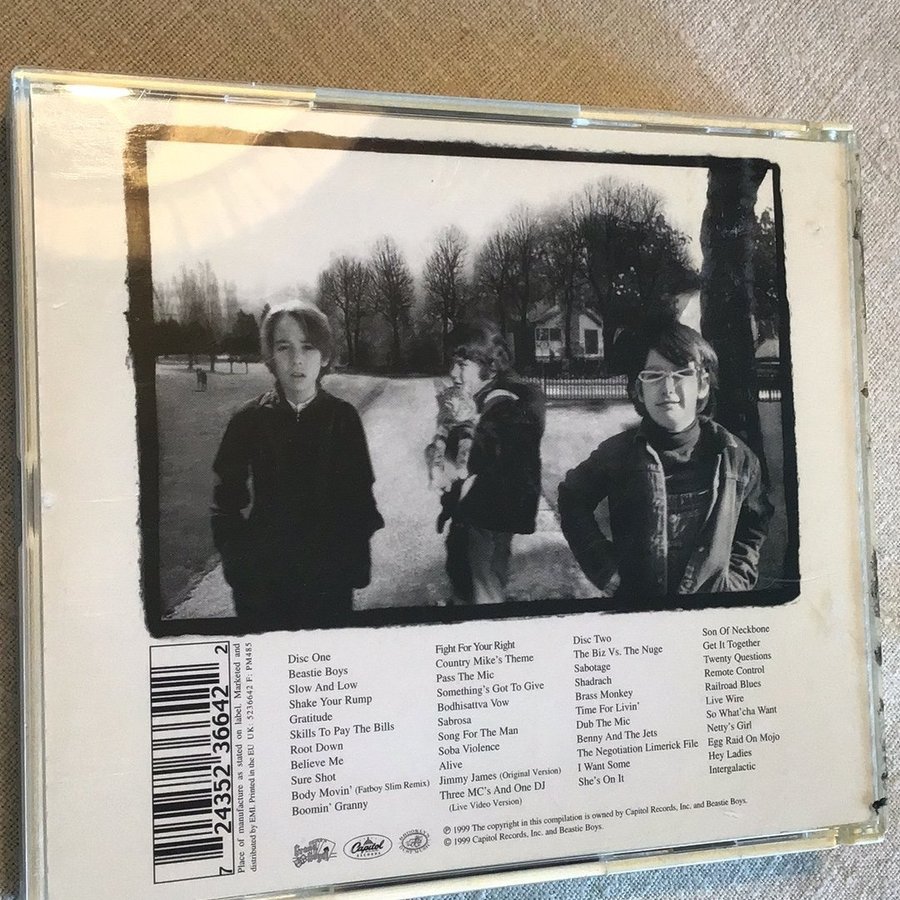 Disc One
Beastie Boys
Slow And Low
Shake Your Rump
Gratitude
Skills To Pay The Bills
Root Down
Believe Me
Sure Shot
Body Movin' (Fatboy Slim Remix)
Boomin' Granny
Fight For Your Right
Country Mike's Theme
Pass The Mic
Something's Got To Give
Bodhisattva Vow
Sabrosa
Song For The Man
Soba Violence
Alive
Jimmy James (Original Version)
Three MC's And One DJ
(Live Video Version)
Disc Two
The Biz Vs. The Nuge
Sabotage
Shadrach
Brass Monkey
Time For Livin'
Dub The Mic
Benny And The Jets
The Negotiation Limerick File
I Want Some
She's On It
Son Of Neckbone
Get It Together
Twenty Questions
Remote Control
Railroad Blues
Live Wire
So What'cha Want
Netty's Girl
Egg Raid On Mojo
Hey Ladies
Intergalactic
7 24352 36642 2
Place of manufacture as stated on label. Marketed and
distributed by EMI. Printed in the EU UK: 5236642 F: PM485
Capitol
RECORDS
℗ 1999 The copyright in this compilation is owned by Capitol Records, Inc. and Beastie Boys.
© 1999 Capitol Records, Inc. and Beastie Boys.